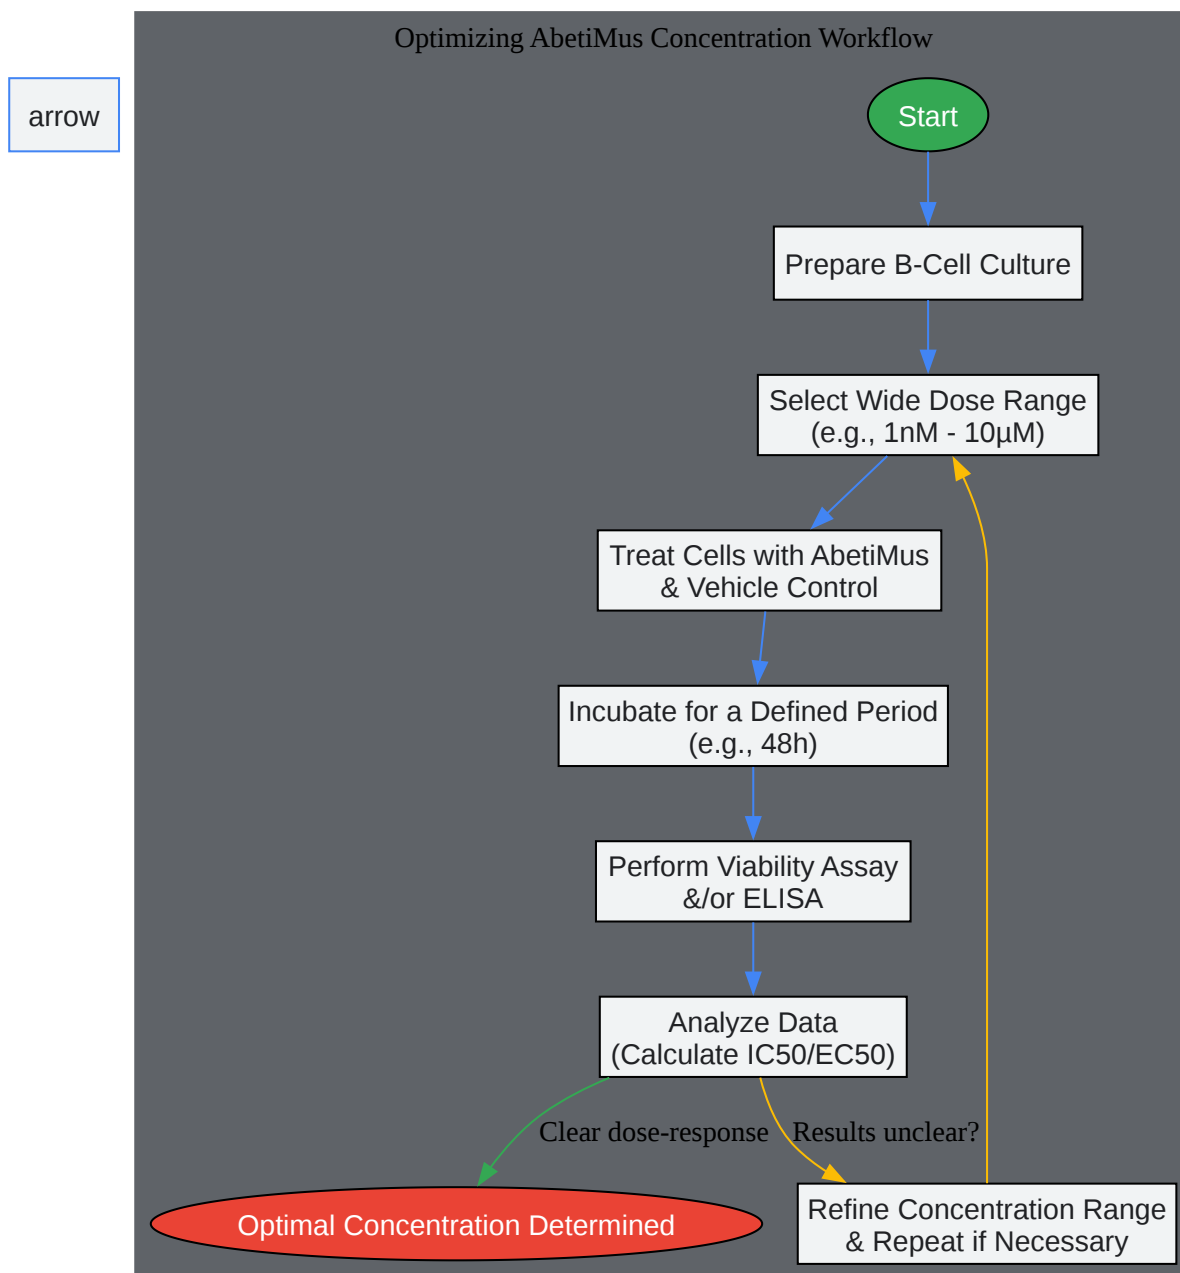 Optimizing AbetiMus Concentration Workflow
arrow
Start
Prepare B-Cell Culture
Select Wide Dose Range
(e.g., 1nM - 10µM)
Treat Cells with AbetiMus
& Vehicle Control
Incubate for a Defined Period
(e.g., 48h)
Perform Viability Assay
&/or ELISA
Analyze Data
(Calculate IC50/EC50)
Clear dose-response
Results unclear?
Optimal Concentration Determined
Refine Concentration Range
& Repeat if Necessary